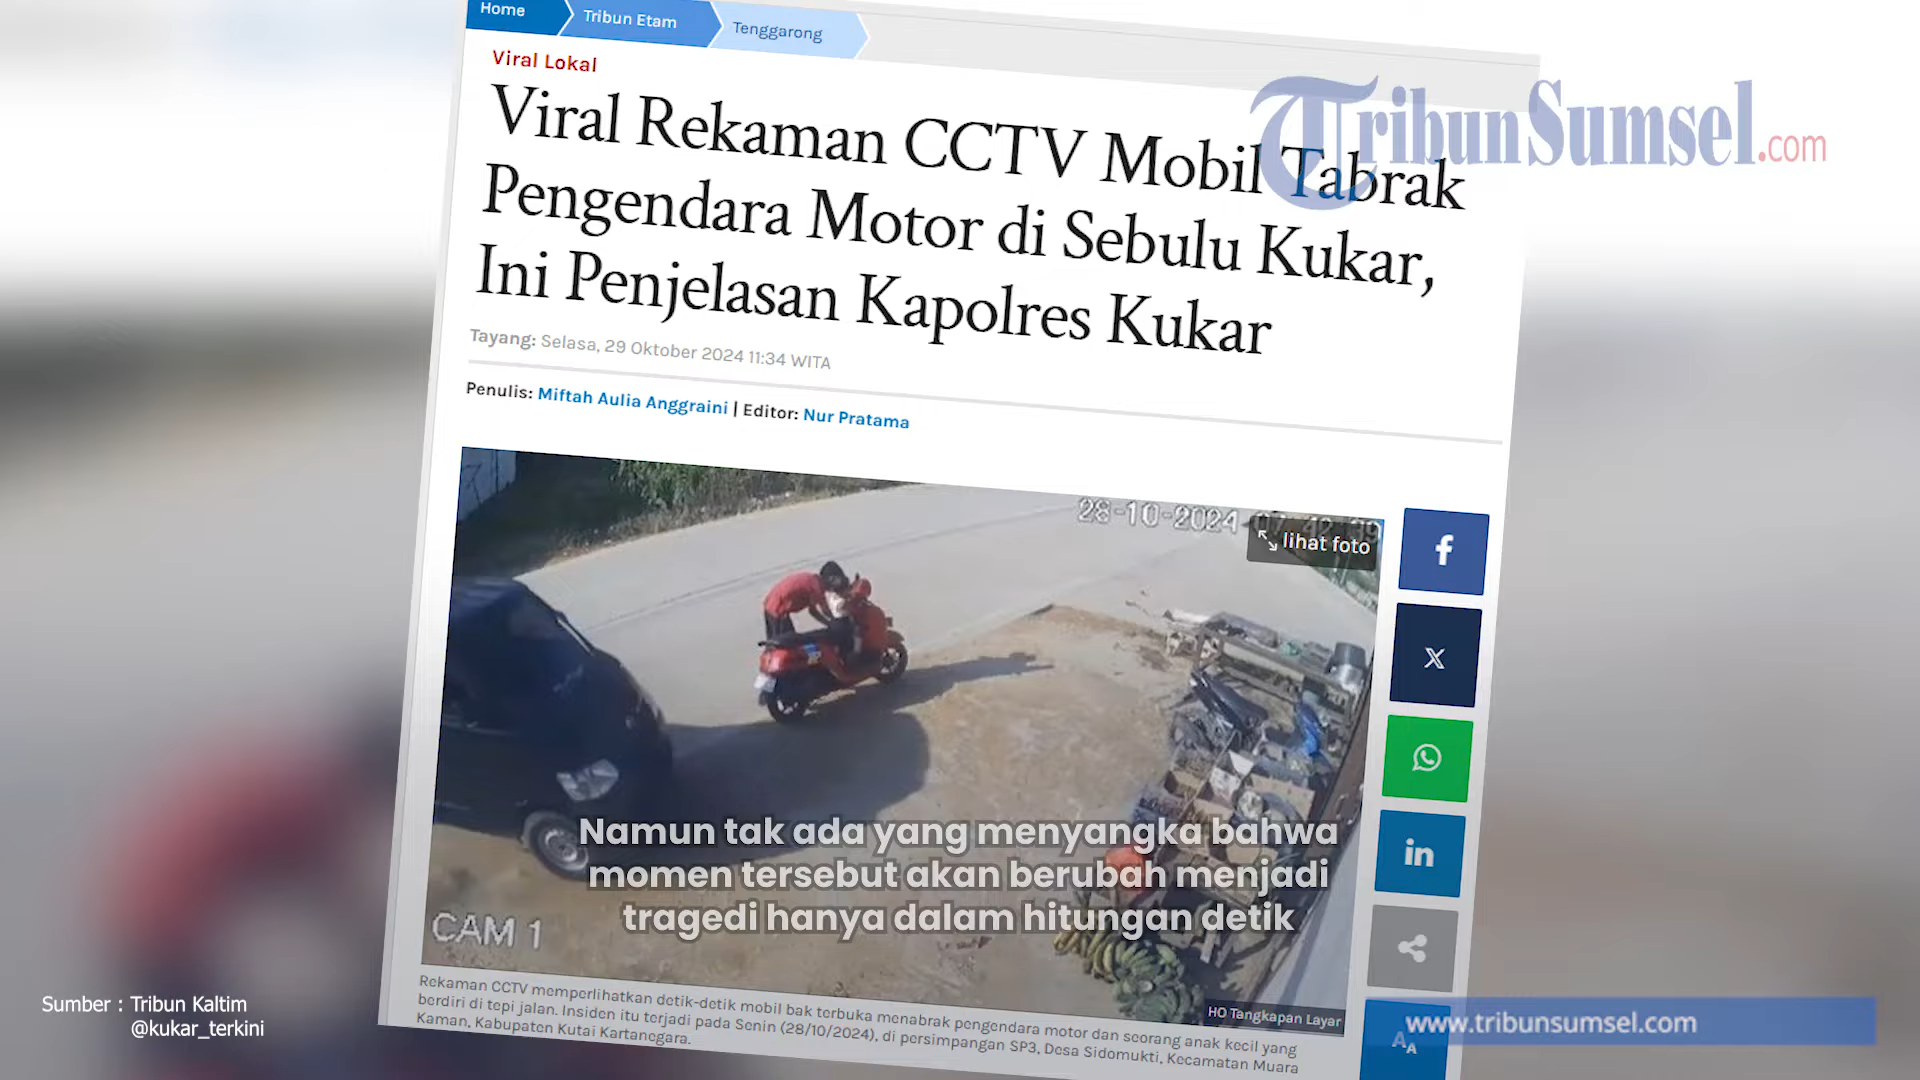 Home
Tribun Etam
Tenggarong
Viral Lokal
TribunSumsel.com
Viral Rekaman CCTV Mobil Tabrak
Pengendara Motor di Sebulu Kukar,
Ini Penjelasan Kapolres Kukar
Tayang: Selasa, 29 Oktober 2024 11:34 WITA
Penulis: Miftah Aulia Anggraini | Editor: Nur Pratama
28-10-2024 07:42:39
lihat foto
f
X
in
Namun tak ada yang menyangka bahwa
momen tersebut akan berubah menjadi
tragedi hanya dalam hitungan detik
CAM 1
HO Tangkapan Layar
Rekaman CCTV memperlihatkan detik-detik mobil bak terbuka menabrak pengendara motor dan seorang anak kecil yang
berdiri di tepi jalan. Insiden itu terjadi pada Senin (28/10/2024), di persimpangan SP3, Desa Sidomukti, Kecamatan Muara
Kaman, Kabupaten Kutai Kartanegara.
Sumber : Tribun Kaltim
@kukar_terkini
AA
www.tribunsumsel.com